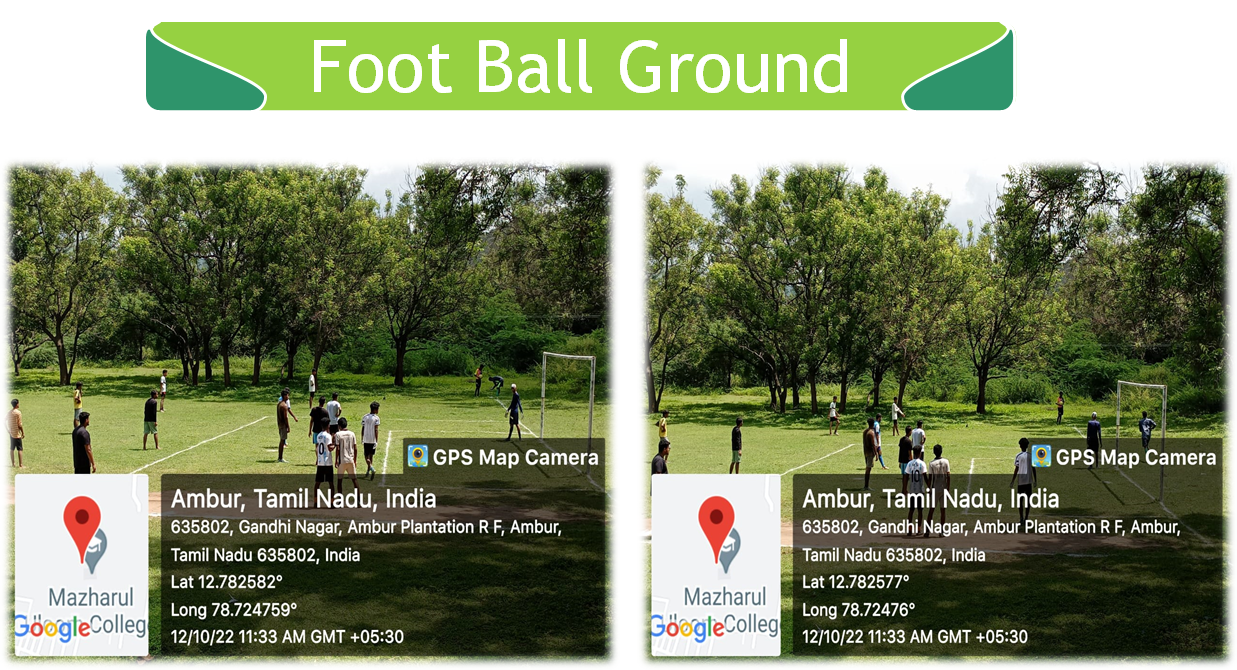 Foot Ball Ground
GPS Map Camera
Ambur, Tamil Nadu, India
635802, Gandhi Nagar, Ambur Plantation R F, Ambur,
Tamil Nadu 635802, India
Lat 12.782582°
Long 78.724759°
12/10/22 11:33 AM GMT +05:30
Mazharul
Google
GPS Map Camera
Ambur, Tamil Nadu, India
635802, Gandhi Nagar, Ambur Plantation R F, Ambur,
Tamil Nadu 635802, India
Lat 12.782577°
Long 78.72476°
12/10/22 11:33 AM GMT +05:30
Mazharul
Google
10